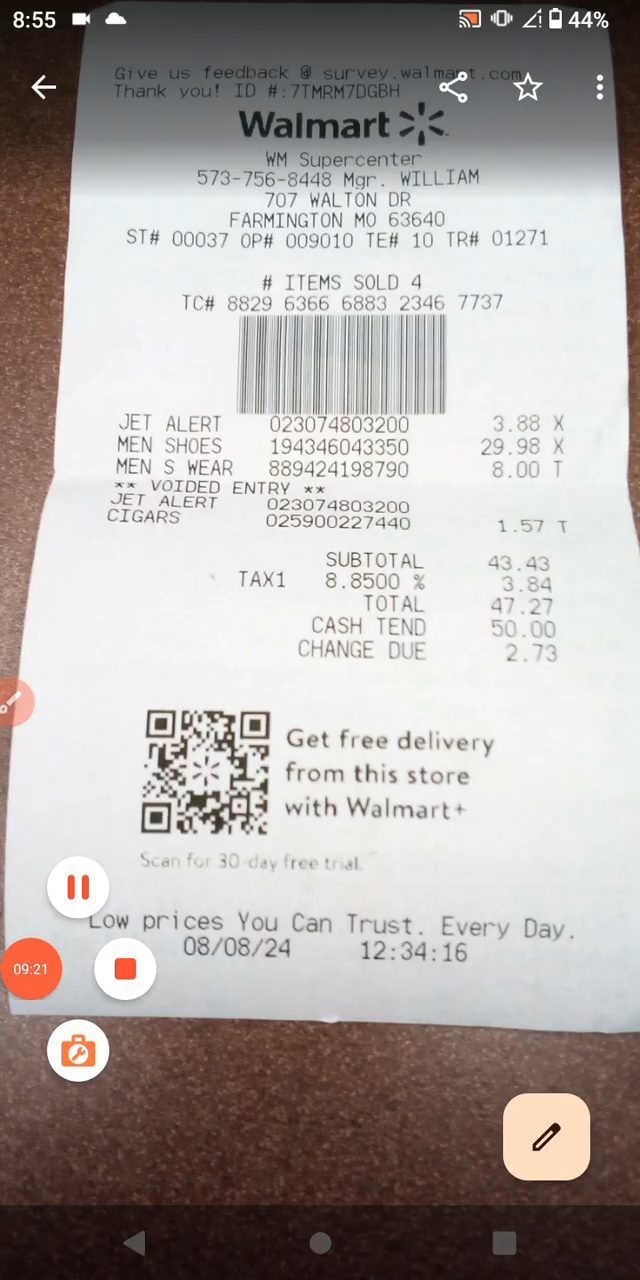 8:55 44%
Give us feedback @ survey.walmart.com
Thank you! ID #:7TMRM7DGBH
Walmart
WM Supercenter
573-756-8448 Mgr. WILLIAM
707 WALTON DR
FARMINGTON MO 63640
ST# 00037 OP# 009010 TE# 10 TR# 01271
# ITEMS SOLD 4
TC# 8829 6366 6883 2346 7737
JET ALERT 023074803200 3.88 X
MEN SHOES 194346043350 29.98 X
MEN S WEAR 889424198790 8.00 T
** VOIDED ENTRY **
JET ALERT 023074803200
CIGARS 025900227440 1.57 T
SUBTOTAL 43.43
TAX1 8.8500 % 3.84
TOTAL 47.27
CASH TEND 50.00
CHANGE DUE 2.73
Get free delivery
from this store
with Walmart+
Scan for 30-day free trial.
Low prices You Can Trust. Every Day.
08/08/24 12:34:16
09:21